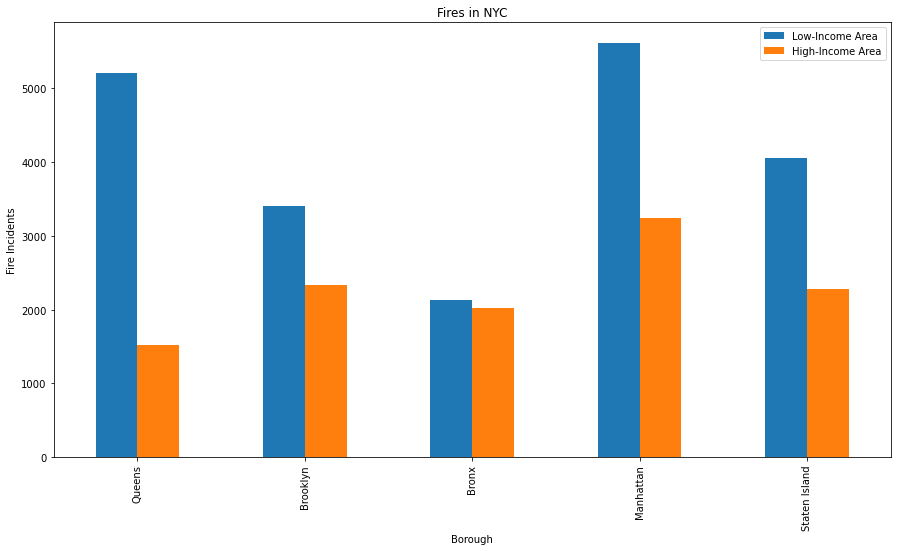 Fires in NYC
Low-Income Area
High-Income Area
5000
4000
3000
2000
1000
0
Fire Incidents
Queens
Brooklyn
Bronx
Manhattan
Staten Island
Borough